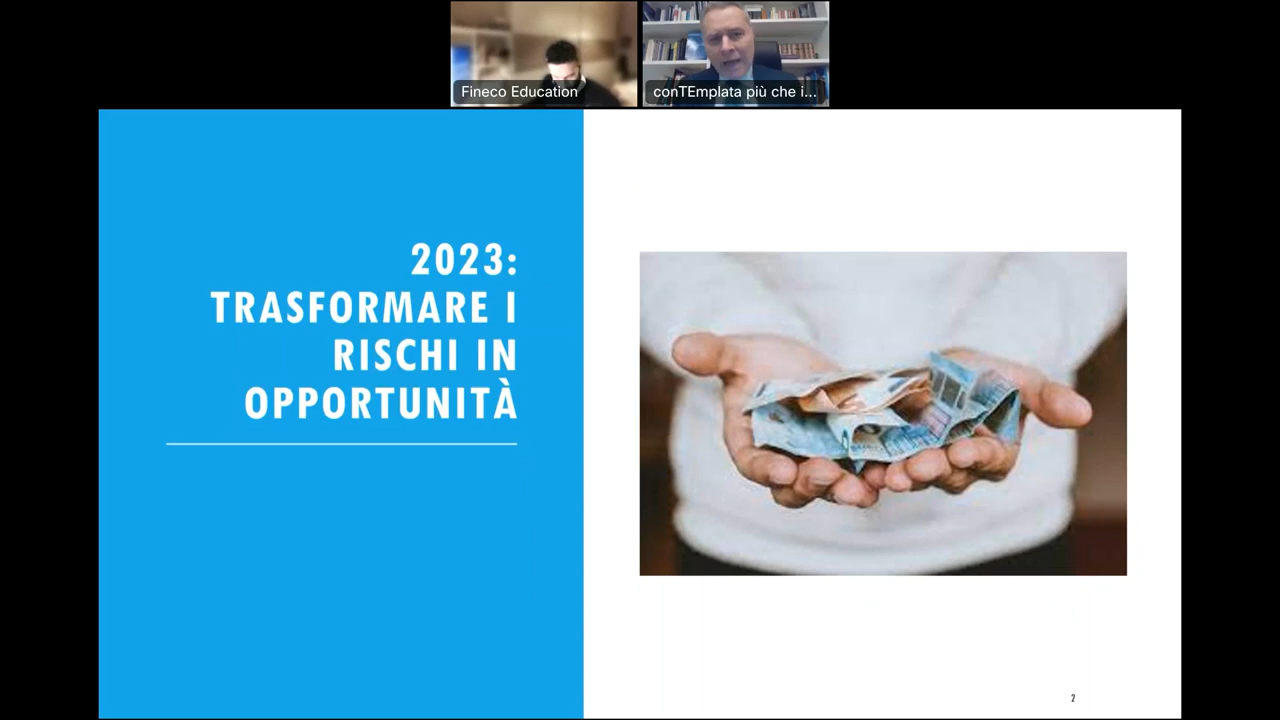 Fineco Education
conTEmplata più che i...
2023:
TRASFORMARE I
RISCHI IN
OPPORTUNITÀ
2